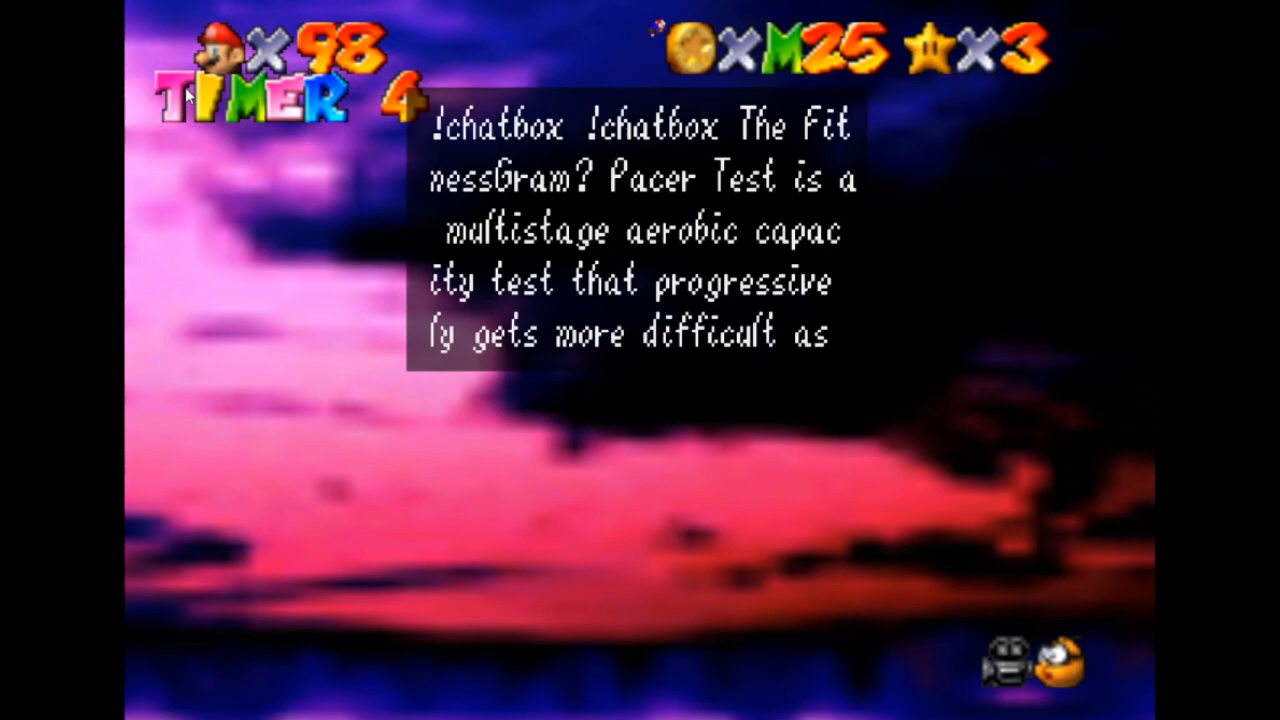 ×98 ×M25 ×3
TIMER 4
!chatbox !chatbox The Fit
nessGram? Pacer Test is a
multistage aerobic capac
ity test that progressive
ly gets more difficult as